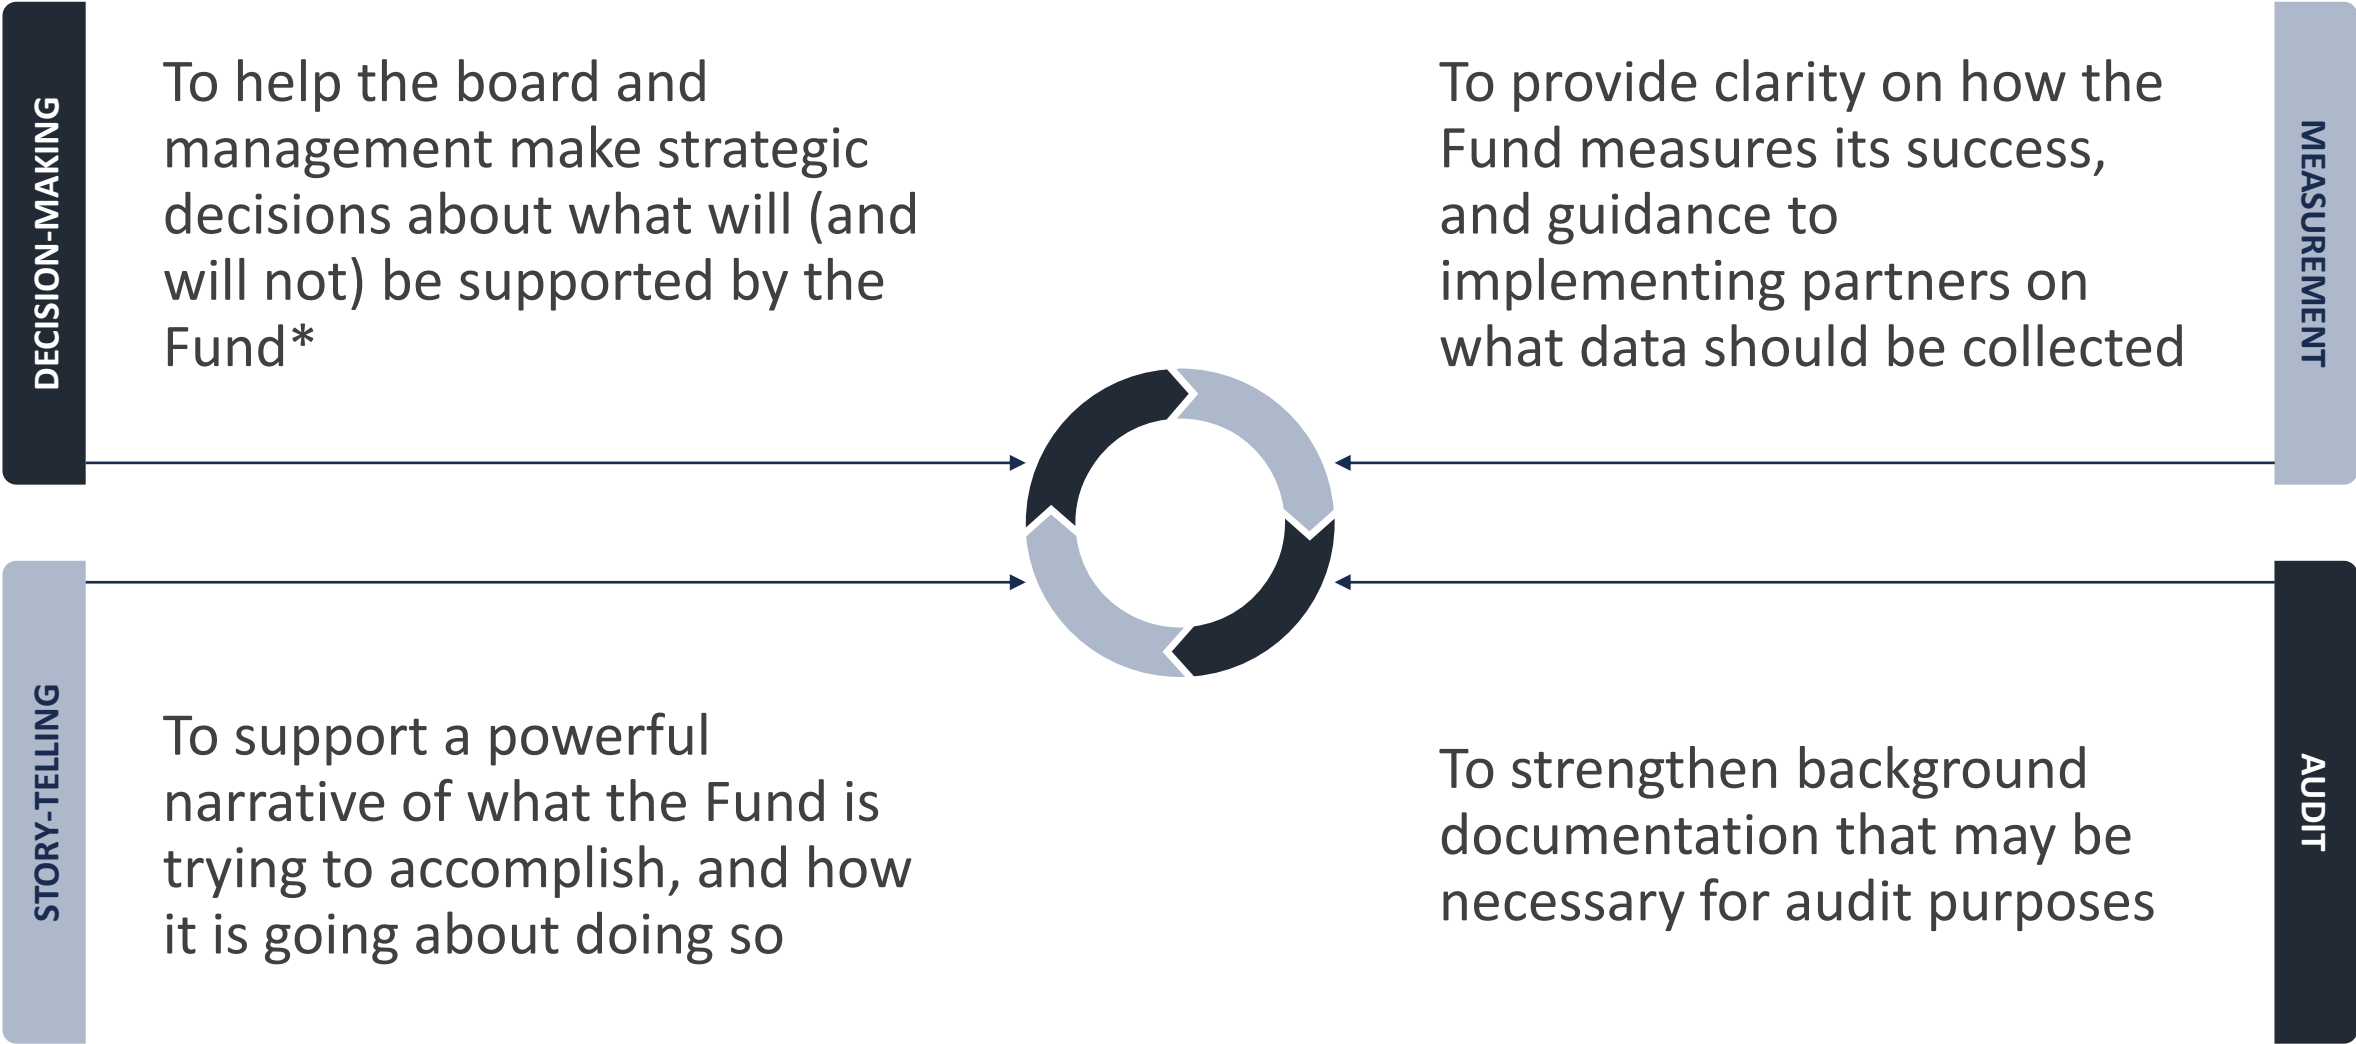 DECISION-MAKING
To help the board and
management make strategic
decisions about what will (and
will not) be supported by the
Fund*
MEASUREMENT
To provide clarity on how the
Fund measures its success,
and guidance to
implementing partners on
what data should be collected
STORY-TELLING
To support a powerful
narrative of what the Fund is
trying to accomplish, and how
it is going about doing so
AUDIT
To strengthen background
documentation that may be
necessary for audit purposes